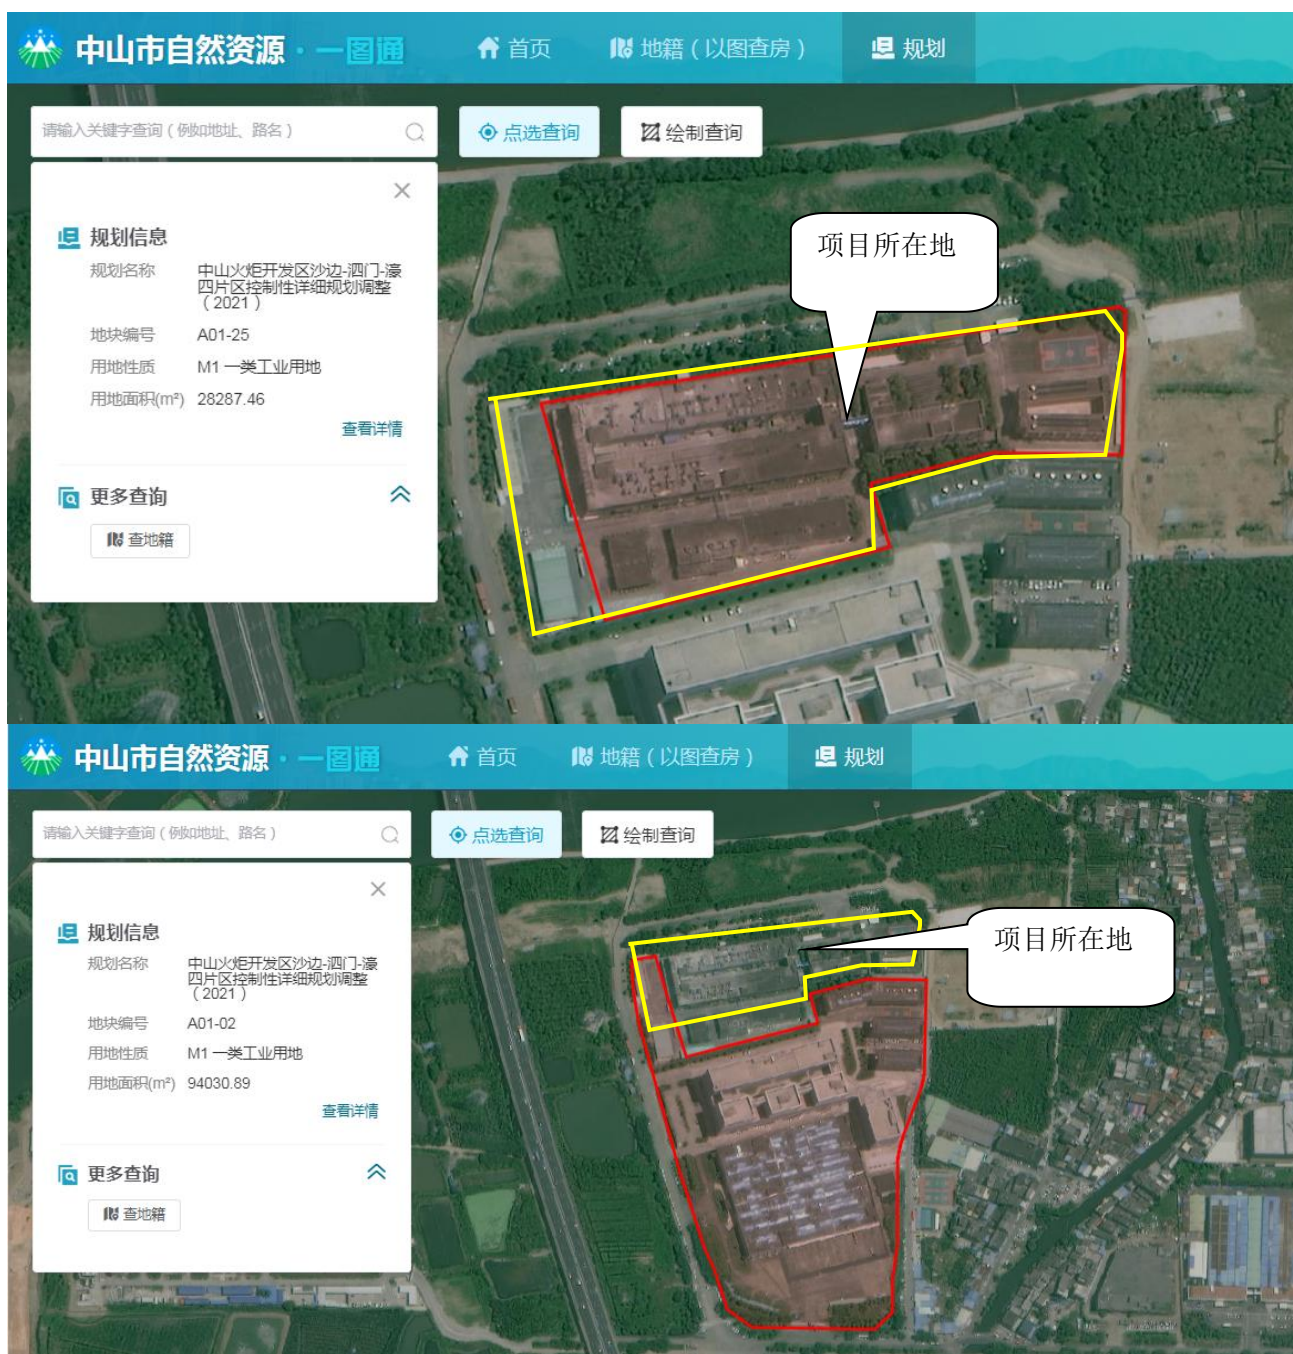 中山市自然资源·一图通
首页
地籍（以图查房）
规划
请输入关键字查询（例如地址、路名）
点选查询
绘制查询
规划信息
规划名称 中山火炬开发区沙边-泗门-濠
四片区控制性详细规划调整
（2021）
地块编号 A01-25
用地性质 M1 一类工业用地
用地面积(m²) 28287.46
查看详情
更多查询
查地籍
项目所在地
中山市自然资源·一图通
首页
地籍（以图查房）
规划
请输入关键字查询（例如地址、路名）
点选查询
绘制查询
规划信息
规划名称 中山火炬开发区沙边-泗门-濠
四片区控制性详细规划调整
（2021）
地块编号 A01-02
用地性质 M1 一类工业用地
用地面积(m²) 94030.89
查看详情
更多查询
查地籍
项目所在地